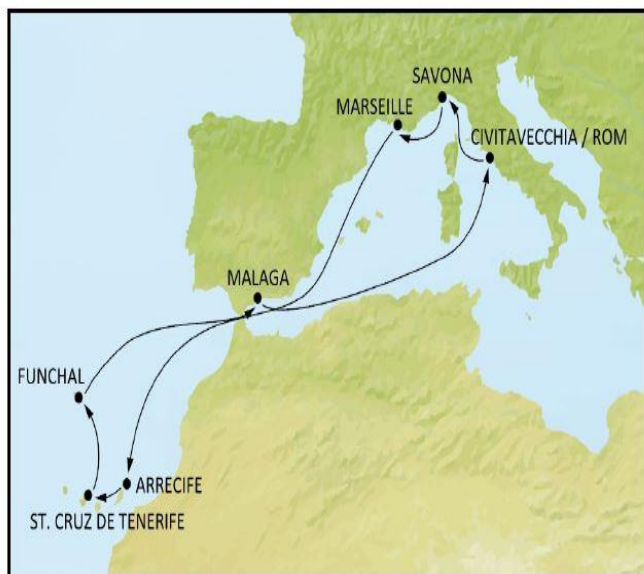 SAVONA
MARSEILLE
CIVITAVECCHIA / ROM
MALAGA
FUNCHAL
ARRECIFE
ST. CRUZ DE TENERIFE